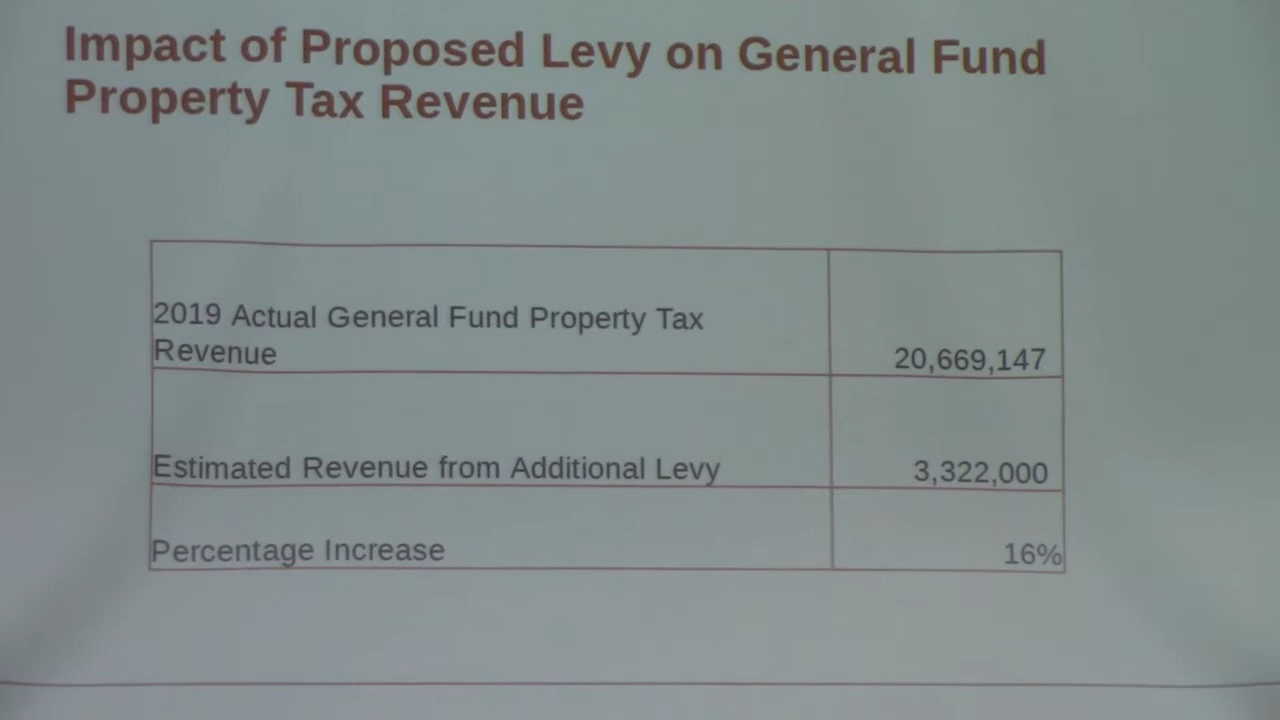 Impact of Proposed Levy on General Fund
Property Tax Revenue
2019 Actual General Fund Property Tax
Revenue
20,669,147
Estimated Revenue from Additional Levy
3,322,000
Percentage Increase
16%